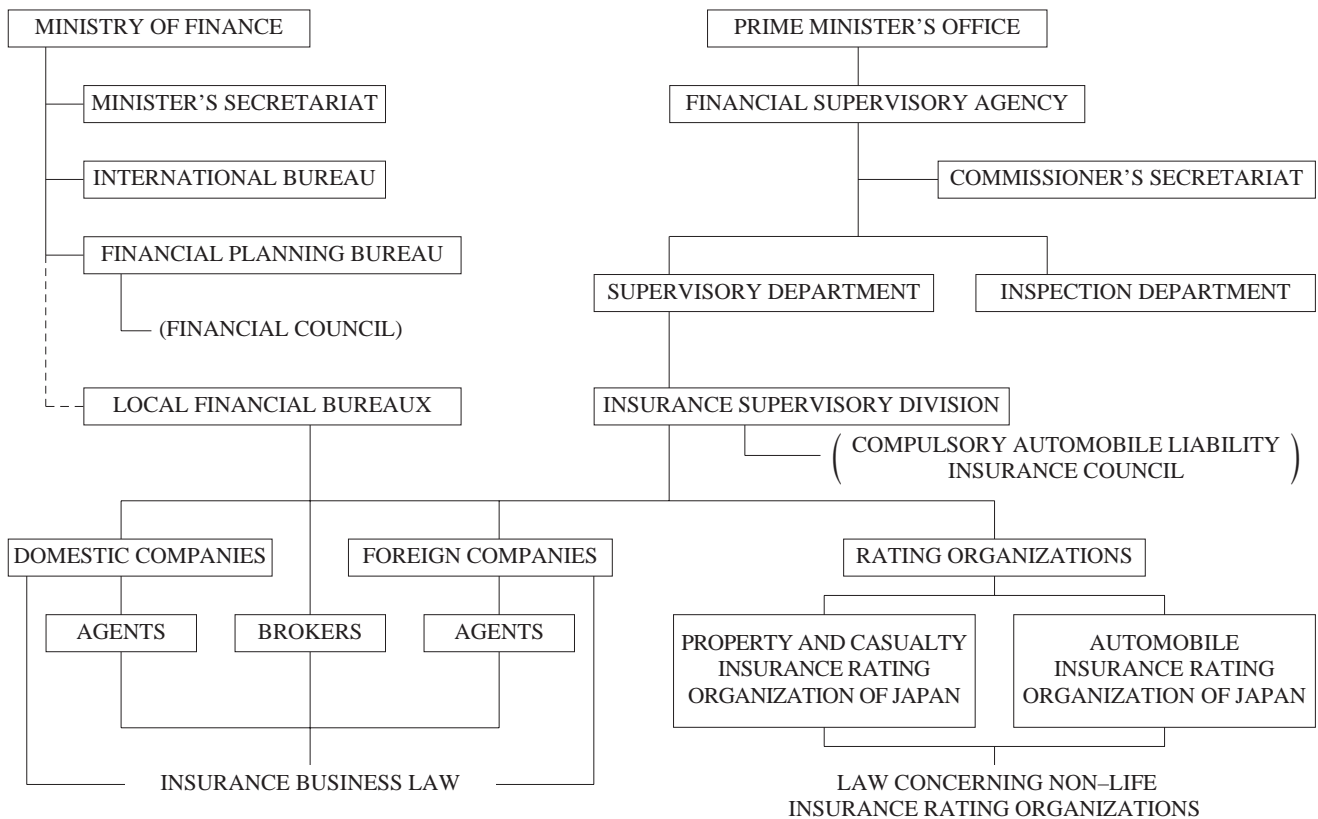 MINISTRY OF FINANCE
PRIME MINISTER'S OFFICE
MINISTER'S SECRETARIAT
FINANCIAL SUPERVISORY AGENCY
INTERNATIONAL BUREAU
COMMISSIONER'S SECRETARIAT
FINANCIAL PLANNING BUREAU
SUPERVISORY DEPARTMENT
INSPECTION DEPARTMENT
(FINANCIAL COUNCIL)
LOCAL FINANCIAL BUREAUX
INSURANCE SUPERVISORY DIVISION
(COMPULSORY AUTOMOBILE LIABILITY
INSURANCE COUNCIL)
DOMESTIC COMPANIES
FOREIGN COMPANIES
RATING ORGANIZATIONS
AGENTS
BROKERS
AGENTS
PROPERTY AND CASUALTY
INSURANCE RATING
ORGANIZATION OF JAPAN
AUTOMOBILE
INSURANCE RATING
ORGANIZATION OF JAPAN
INSURANCE BUSINESS LAW
LAW CONCERNING NON–LIFE
INSURANCE RATING ORGANIZATIONS